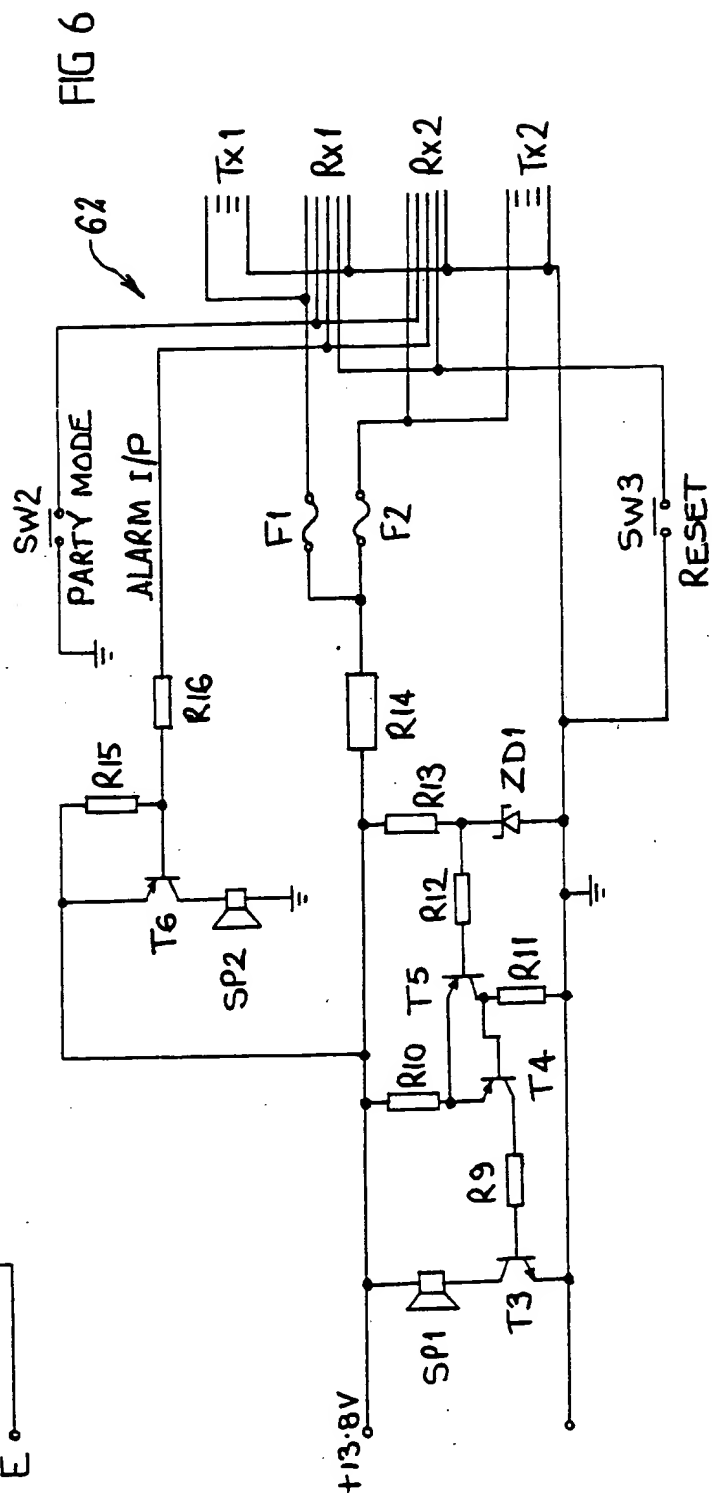 FIG 6
62
SW2
PARTY MODE
ALARM I/P
Tx1
Rx1
Rx2
Tx2
F1
F2
R16
R15
T6
SP2
R14
R13
ZD1
R12
T5
R11
R10
T4
R9
SP1
T3
SW3
RESET
+13.8V
E